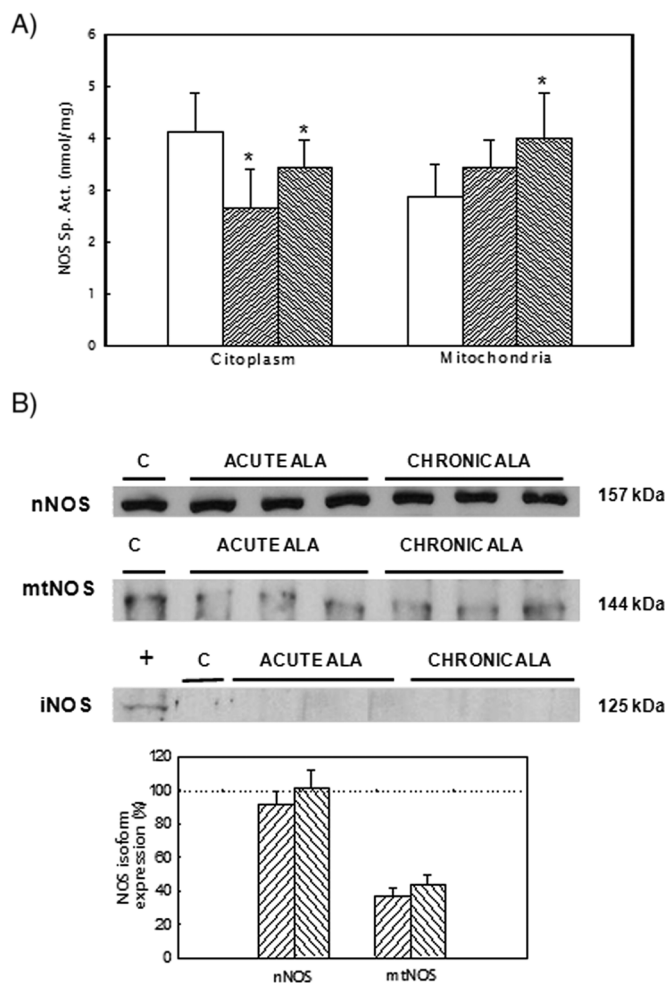 A)
NOS Sp. Act. (nmol/mg)
6
5
4
3
2
1
0
*
*
*
Citoplasm
Mitochondria
B)
C ACUTE ALA CHRONIC ALA
nNOS
157 kDa
C ACUTE ALA CHRONIC ALA
mtNOS
144 kDa
+ C ACUTE ALA CHRONIC ALA
iNOS
125 kDa
NOS isoform
expression (%)
120
100
80
60
40
20
0
nNOS
mtNOS